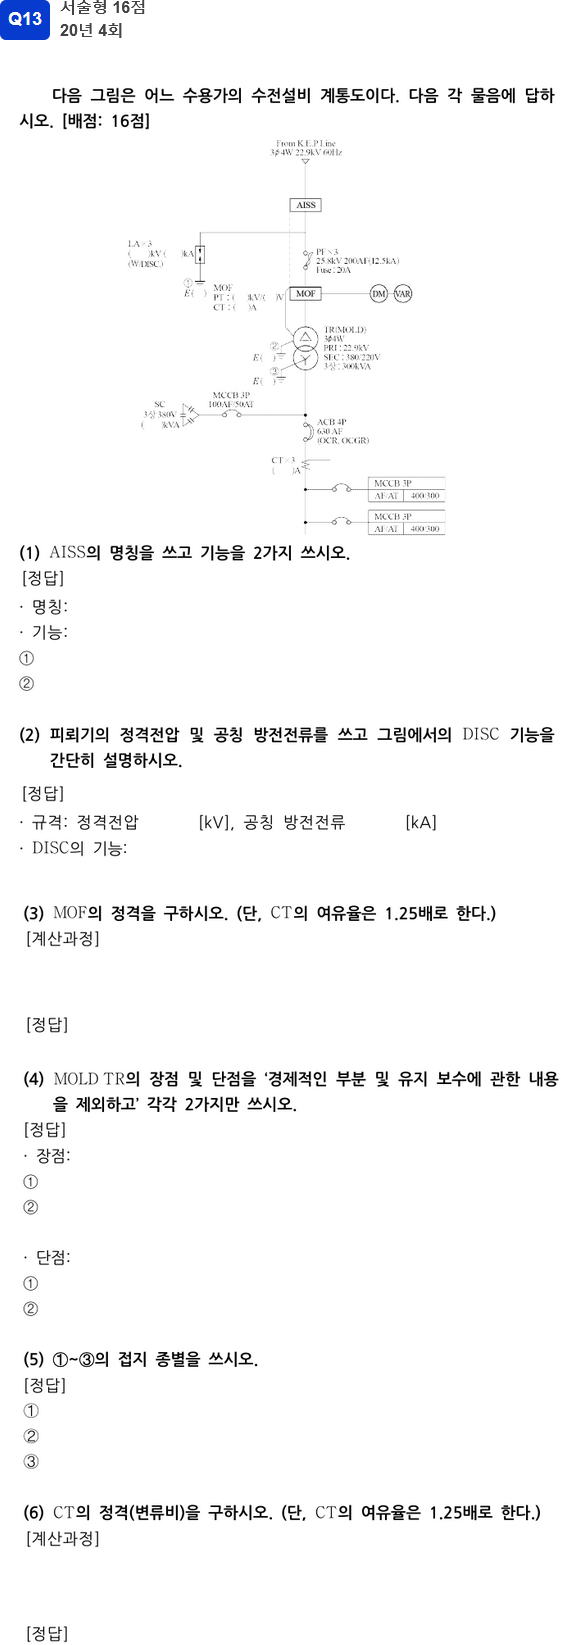 Q13
서술형 16점
20년 4회
다음 그림은 어느 수용가의 수전설비 계통도이다. 다음 각 물음에 답하
시오. [배점: 16점]
From K.E.P Line
3∮4W 22.9kV 60Hz
AISS
LA×3
( )kV ( )kA
(W/DISC.)
①
E( )
PF×3
25.8kV 200AF(12.5kA)
Fuse : 20A
MOF
PT : ( )kV/( )V
CT : ( )A
MOF
DM
VAR
TR(MOLD)
3∮4W
PRI : 22.9kV
SEC : 380/220V
3상 : 300kVA
②
E( )
③
E( )
SC
3상 380V
( )kVA
MCCB 3P
100AF/50AT
ACB 4P
630 AF
(OCR, OCGR)
CT×3
( )A
MCCB 3P
AF/AT 400/300
MCCB 3P
AF/AT 400/300
(1) AISS의 명칭을 쓰고 기능을 2가지 쓰시오.
[정답]
· 명칭:
· 기능:
①
②
(2) 피뢰기의 정격전압 및 공칭 방전전류를 쓰고 그림에서의 DISC 기능을
간단히 설명하시오.
[정답]
· 규격: 정격전압 [kV], 공칭 방전전류 [kA]
· DISC의 기능:
(3) MOF의 정격을 구하시오. (단, CT의 여유율은 1.25배로 한다.)
[계산과정]
[정답]
(4) MOLD TR의 장점 및 단점을 ‘경제적인 부분 및 유지 보수에 관한 내용
을 제외하고’ 각각 2가지만 쓰시오.
[정답]
· 장점:
①
②
· 단점:
①
②
(5) ①~③의 접지 종별을 쓰시오.
[정답]
①
②
③
(6) CT의 정격(변류비)을 구하시오. (단, CT의 여유율은 1.25배로 한다.)
[계산과정]
[정답]